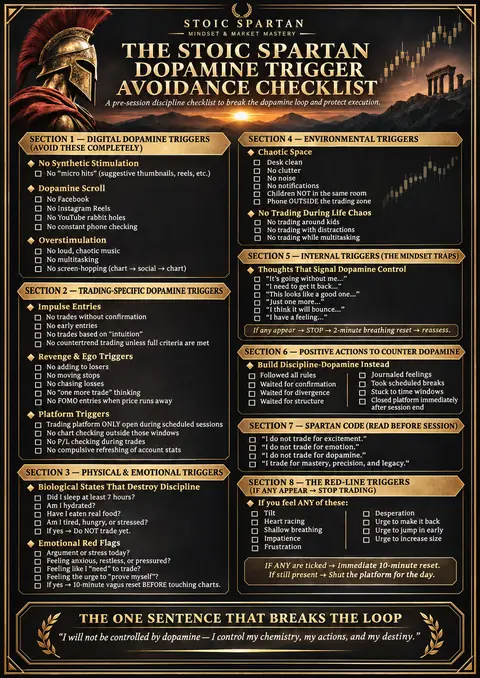 STOIC SPARTAN
MINDSET & MARKET MASTERY
THE STOIC SPARTAN
DOPAMINE TRIGGER
AVOIDANCE CHECKLIST
A pre-session discipline checklist to break the dopamine loop and protect execution.
SECTION 1 — DIGITAL DOPAMINE TRIGGERS
(AVOID THESE COMPLETELY)
No Synthetic Stimulation
No "micro hits" (suggestive thumbnails, reels, etc.)
Dopamine Scroll
No Facebook
No Instagram Reels
No YouTube rabbit holes
No constant phone checking
Overstimulation
No loud, chaotic music
No multitasking
No screen-hopping (chart → social → chart)
SECTION 2 — TRADING-SPECIFIC DOPAMINE TRIGGERS
Impulse Entries
No trades without confirmation
No early entries
No trades based on "intuition"
No countertrend trading unless full criteria are met
Revenge & Ego Triggers
No adding to losers
No moving stops
No chasing losses
No "one more trade" thinking
No FOMO entries when price runs away
Platform Triggers
Trading platform ONLY open during scheduled sessions
No chart checking outside those windows
No P/L checking during trades
No compulsive refreshing of account stats
SECTION 3 — PHYSICAL & EMOTIONAL TRIGGERS
Biological States That Destroy Discipline
Did I sleep at least 7 hours?
Am I hydrated?
Have I eaten real food?
Am I tired, hungry, or stressed?
If yes → Do NOT trade yet.
Emotional Red Flags
Argument or stress today?
Feeling anxious, restless, or pressured?
Feeling like I "need" to trade?
Feeling the urge to "prove myself"?
If yes → 10-minute vagus reset BEFORE touching charts.
SECTION 4 — ENVIRONMENTAL TRIGGERS
Chaotic Space
Desk clean
No clutter
No noise
No notifications
Children NOT in the same room
Phone OUTSIDE the trading zone
No Trading During Life Chaos
No trading around kids
No trading with distractions
No trading while multitasking
SECTION 5 — INTERNAL TRIGGERS (THE MINDSET TRAPS)
Thoughts That Signal Dopamine Control
"It's going without me..."
"I need to get it back..."
"This looks like a good one..."
"Just one more..."
"I think it will bounce..."
"I have a feeling..."
If any appear → STOP → 2-minute breathing reset → reassess.
SECTION 6 — POSITIVE ACTIONS TO COUNTER DOPAMINE
Build Discipline-Dopamine Instead
Followed all rules
Waited for confirmation
Waited for divergence
Waited for structure
Journaled feelings
Took scheduled breaks
Stuck to time windows
Closed platform immediately
after session end
SECTION 7 — SPARTAN CODE (READ BEFORE SESSION)
"I do not trade for excitement."
"I do not trade for emotion."
"I do not trade for dopamine."
"I trade for mastery, precision, and legacy."
SECTION 8 — THE RED-LINE TRIGGERS
(IF ANY APPEAR → STOP TRADING)
If you feel ANY of these:
Tilt
Heart racing
Shallow breathing
Impatience
Frustration
Desperation
Urge to make it back
Urge to jump in early
Urge to increase size
IF ANY are ticked → Immediate 10-minute reset.
If still present → Shut the platform for the day.
THE ONE SENTENCE THAT BREAKS THE LOOP
"I will not be controlled by dopamine — I control my chemistry, my actions, and my destiny."